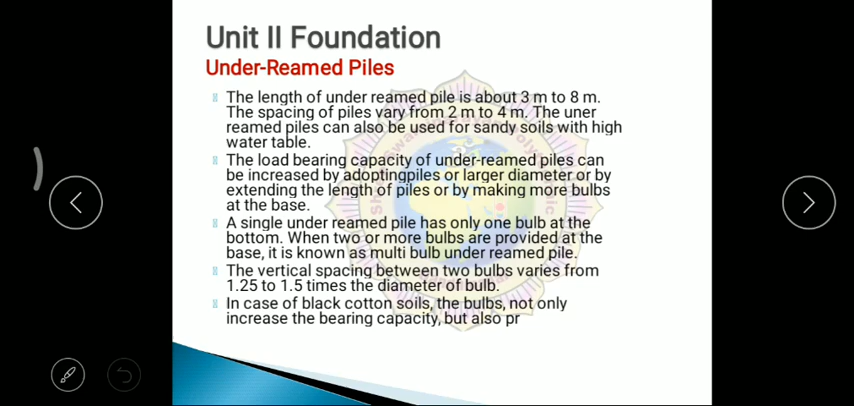 Unit II Foundation
Under-Reamed Piles
The length of under reamed pile is about 3 m to 8 m.
The spacing of piles vary from 2 m to 4 m. The uner
reamed piles can also be used for sandy soils with high
water table.
The load bearing capacity of under-reamed piles can
be increased by adoptingpiles or larger diameter or by
extending the length of piles or by making more bulbs
at the base.
A single under reamed pile has only one bulb at the
bottom. When two or more bulbs are provided at the
base, it is known as multi bulb under reamed pile.
The vertical spacing between two bulbs varies from
1.25 to 1.5 times the diameter of bulb.
In case of black cotton soils, the bulbs, not only
increase the bearing capacity, but also pr